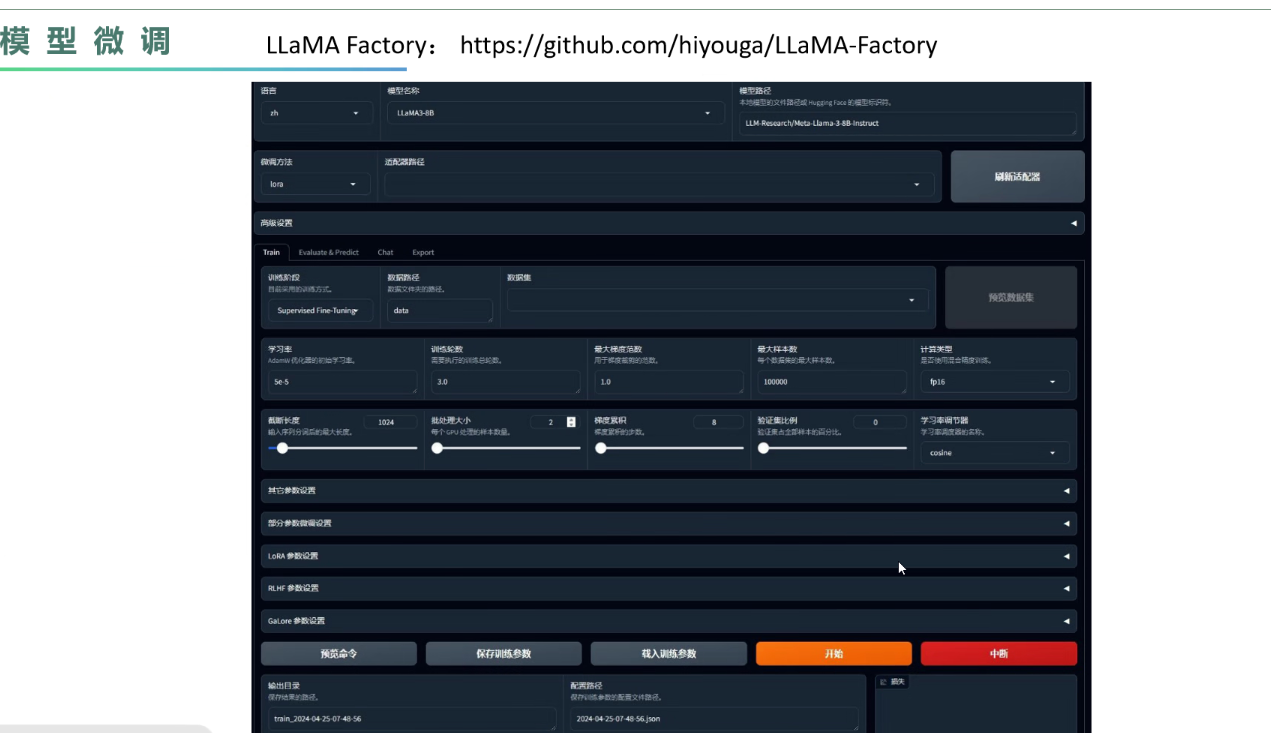 模型微调
LLaMA Factory： https://github.com/hiyouga/LLaMA-Factory
语言 模型名称 模型路径
本地模型的文件路径或 Hugging Face 的模型标识符。
zh LLaMA3-8B LLM-Research/Meta-Llama-3-8B-Instruct
微调方法 适配器路径
lora 刷新适配器
高级设置
Train Evaluate & Predict Chat Export
训练阶段 数据路径 数据集
目前采用的训练方式。 数据文件夹的路径。 预览数据集
Supervised Fine-Tuning data
学习率 训练轮数 最大梯度范数 最大样本数 计算类型
AdamW 优化器的初始学习率。 需要执行的训练总轮数。 用于梯度裁剪的范数。 每个数据集的最大样本数。 是否使用混合精度训练。
5e-5 3.0 1.0 100000 fp16
截断长度 1024 批处理大小 2 梯度累积 8 验证集比例 0 学习率调节器
输入序列分词后的最大长度。 每个 GPU 处理的样本数量。 梯度累积的步数。 验证集占全部样本的百分比。 学习率调度器的名称。
cosine
其它参数设置
部分参数微调设置
LoRA 参数设置
RLHF 参数设置
GaLore 参数设置
预览命令 保存训练参数 载入训练参数 开始 中断
输出目录 配置路径 损失
保存结果的路径。 保存训练参数的配置文件路径。
train_2024-04-25-07-48-56 2024-04-25-07-48-56.json